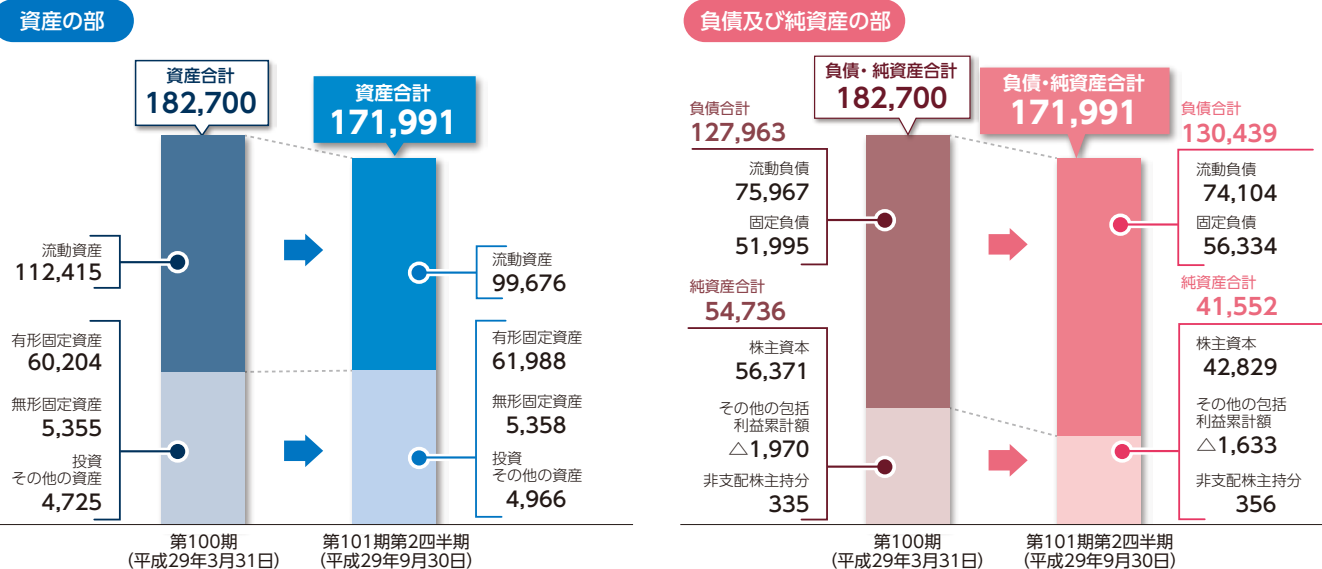 資産の部
資産合計
182,700
資産合計
171,991
流動資産
112,415
有形固定資産
60,204
無形固定資産
5,355
投資
その他の資産
4,725
流動資産
99,676
有形固定資産
61,988
無形固定資産
5,358
投資
その他の資産
4,966
第100期
(平成29年3月31日)
第101期第2四半期
(平成29年9月30日)
負債及び純資産の部
負債・純資産合計
182,700
負債・純資産合計
171,991
負債合計
127,963
流動負債
75,967
固定負債
51,995
純資産合計
54,736
株主資本
56,371
その他の包括
利益累計額
△1,970
非支配株主持分
335
負債合計
130,439
流動負債
74,104
固定負債
56,334
純資産合計
41,552
株主資本
42,829
その他の包括
利益累計額
△1,633
非支配株主持分
356
第100期
(平成29年3月31日)
第101期第2四半期
(平成29年9月30日)